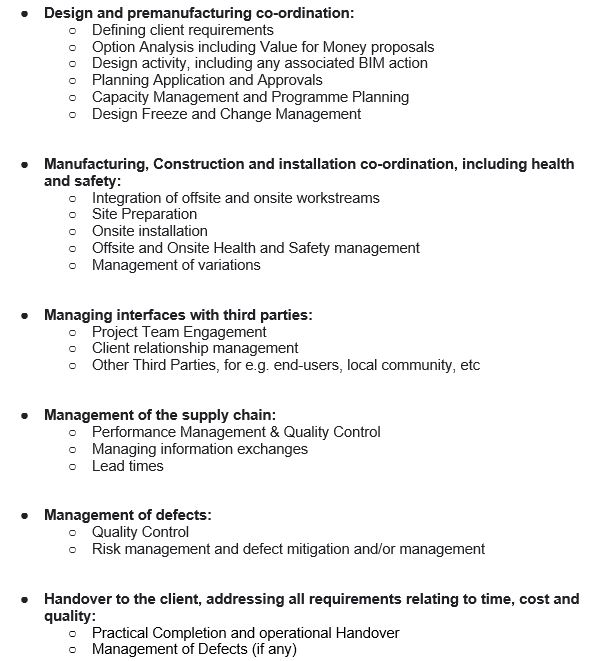 ● Design and premanufacturing co-ordination:
○ Defining client requirements
○ Option Analysis including Value for Money proposals
○ Design activity, including any associated BIM action
○ Planning Application and Approvals
○ Capacity Management and Programme Planning
○ Design Freeze and Change Management
● Manufacturing, Construction and installation co-ordination, including health
and safety:
○ Integration of offsite and onsite workstreams
○ Site Preparation
○ Onsite installation
○ Offsite and Onsite Health and Safety management
○ Management of variations
● Managing interfaces with third parties:
○ Project Team Engagement
○ Client relationship management
○ Other Third Parties, for e.g. end-users, local community, etc
● Management of the supply chain:
○ Performance Management & Quality Control
○ Managing information exchanges
○ Lead times
● Management of defects:
○ Quality Control
○ Risk management and defect mitigation and/or management
● Handover to the client, addressing all requirements relating to time, cost and
quality:
○ Practical Completion and operational Handover
○ Management of Defects (if any)